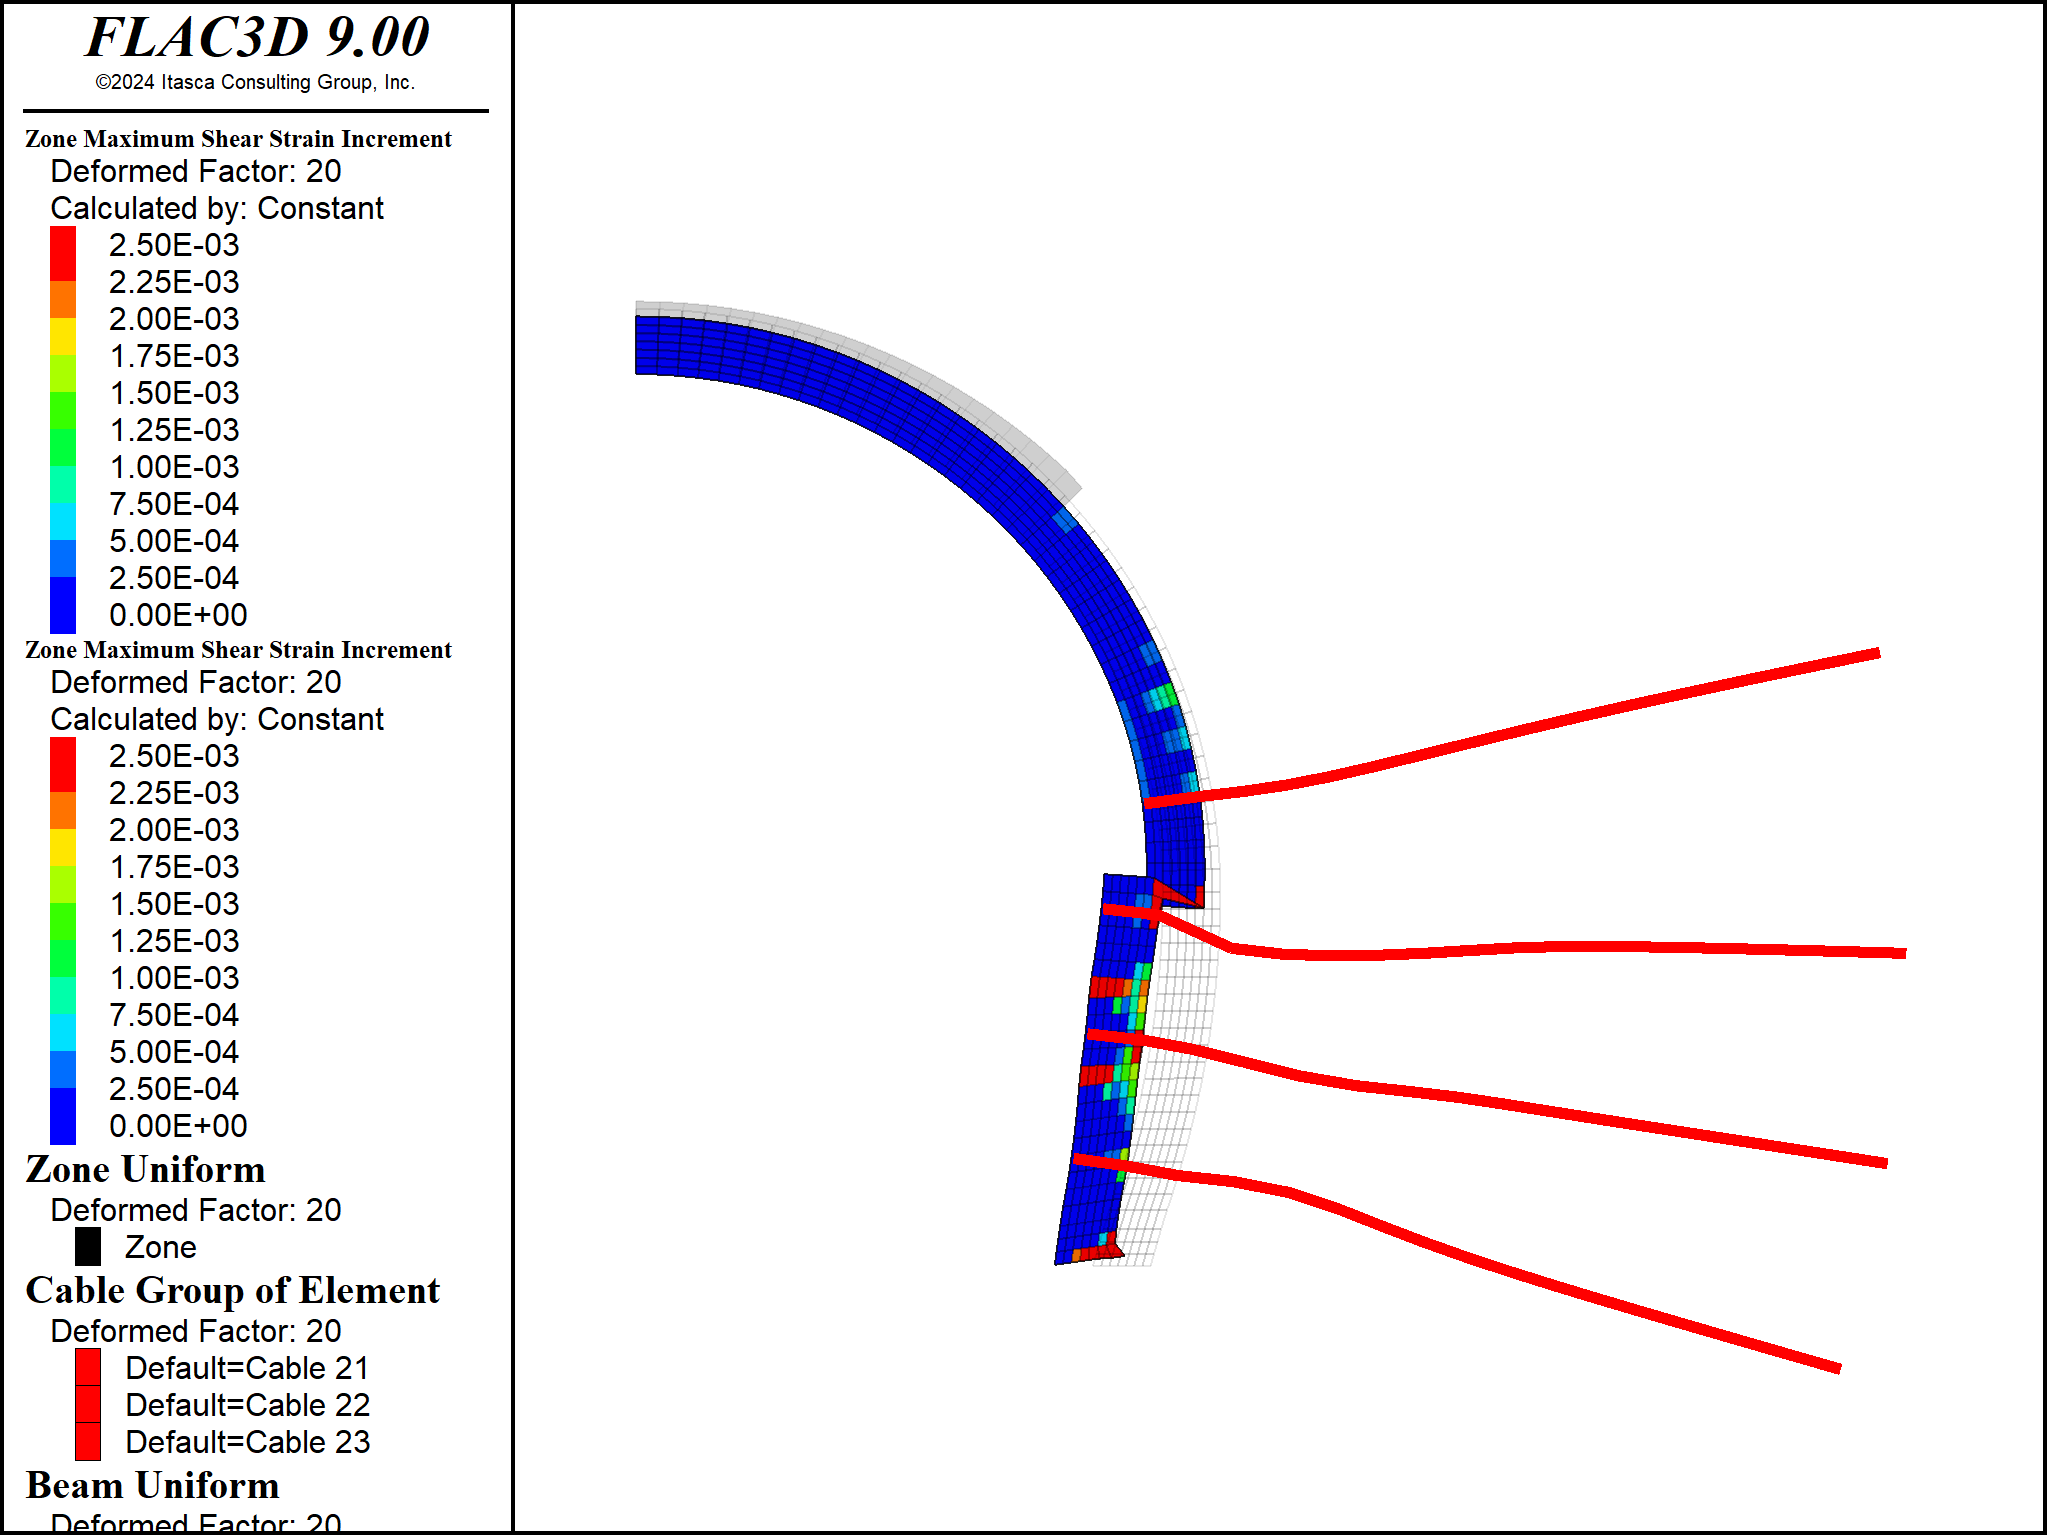 FLAC3D 9.00
©2024 Itasca Consulting Group, Inc.
Zone Maximum Shear Strain Increment
Deformed Factor: 20
Calculated by: Constant
2.50E-03
2.25E-03
2.00E-03
1.75E-03
1.50E-03
1.25E-03
1.00E-03
7.50E-04
5.00E-04
2.50E-04
0.00E+00
Zone Maximum Shear Strain Increment
Deformed Factor: 20
Calculated by: Constant
2.50E-03
2.25E-03
2.00E-03
1.75E-03
1.50E-03
1.25E-03
1.00E-03
7.50E-04
5.00E-04
2.50E-04
0.00E+00
Zone Uniform
Deformed Factor: 20
Zone
Cable Group of Element
Deformed Factor: 20
Default=Cable 21
Default=Cable 22
Default=Cable 23
Beam Uniform
Deformed Factor: 20